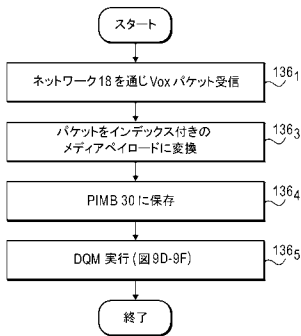 スタート
ネットワーク18を通じVoxパケット受信
136₁
パケットをインデックス付きの
メディアペイロードに変換
136₃
PIMB 30に保存
136₄
DQM 実行(図9D-9F)
136₅
終了